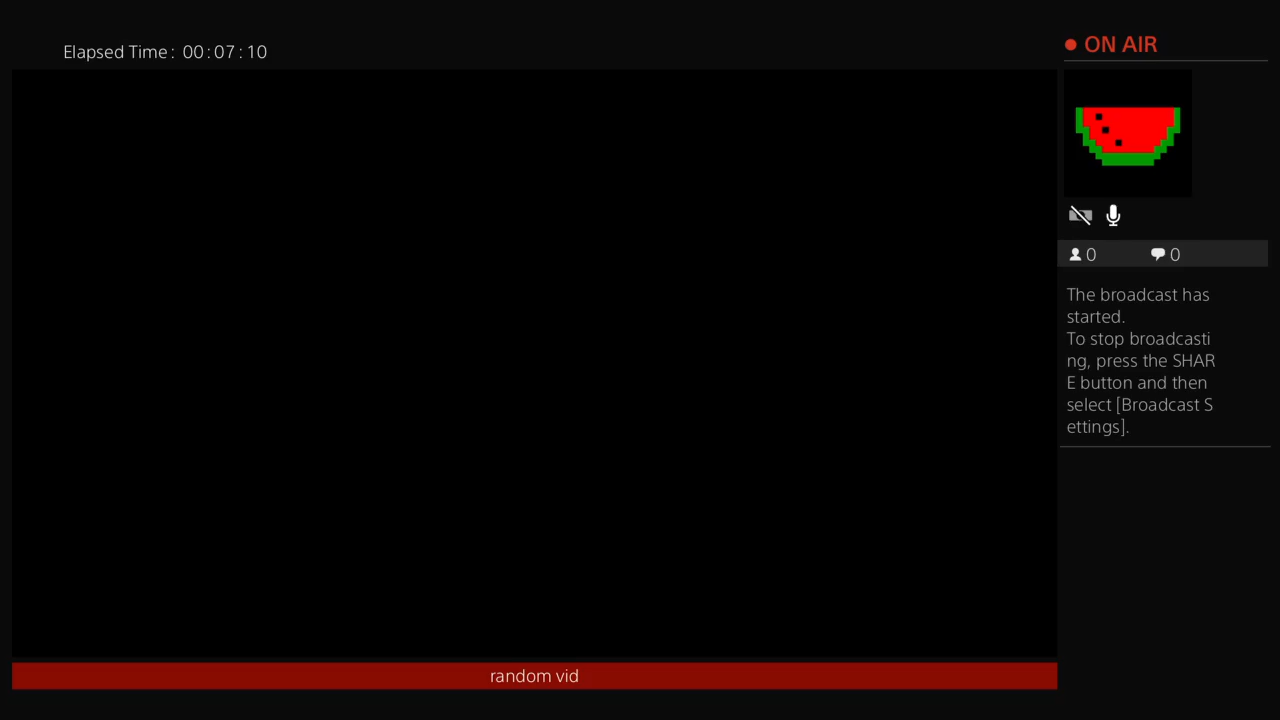 Elapsed Time: 00:07:10
ON AIR
0 0
The broadcast has
started.
To stop broadcasti
ng, press the SHAR
E button and then
select [Broadcast S
ettings].
random vid